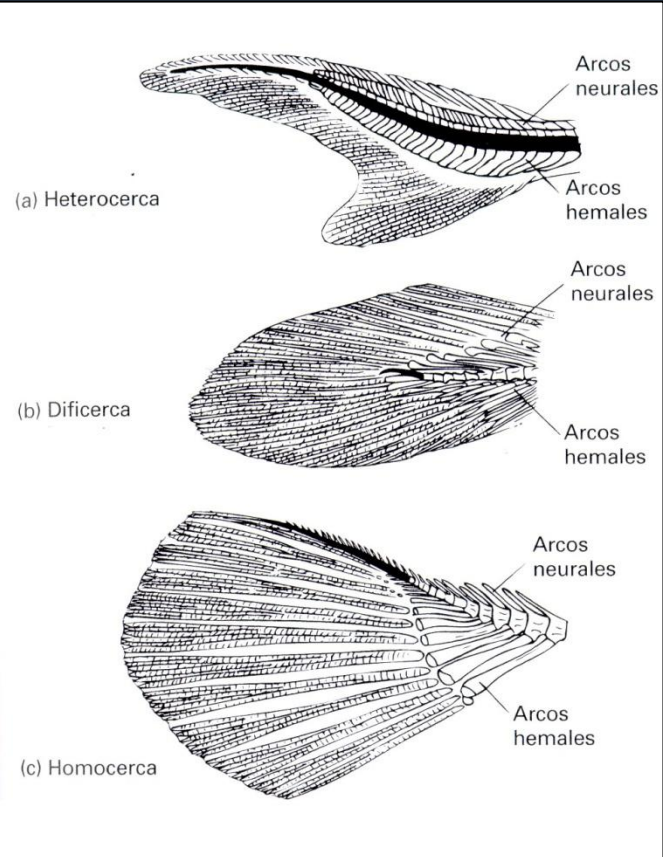 Arcos
neurales
(a) Heterocerca
Arcos
hemales
Arcos
neurales
(b) Dificerca
Arcos
hemales
Arcos
neurales
Arcos
hemales
(c) Homocerca